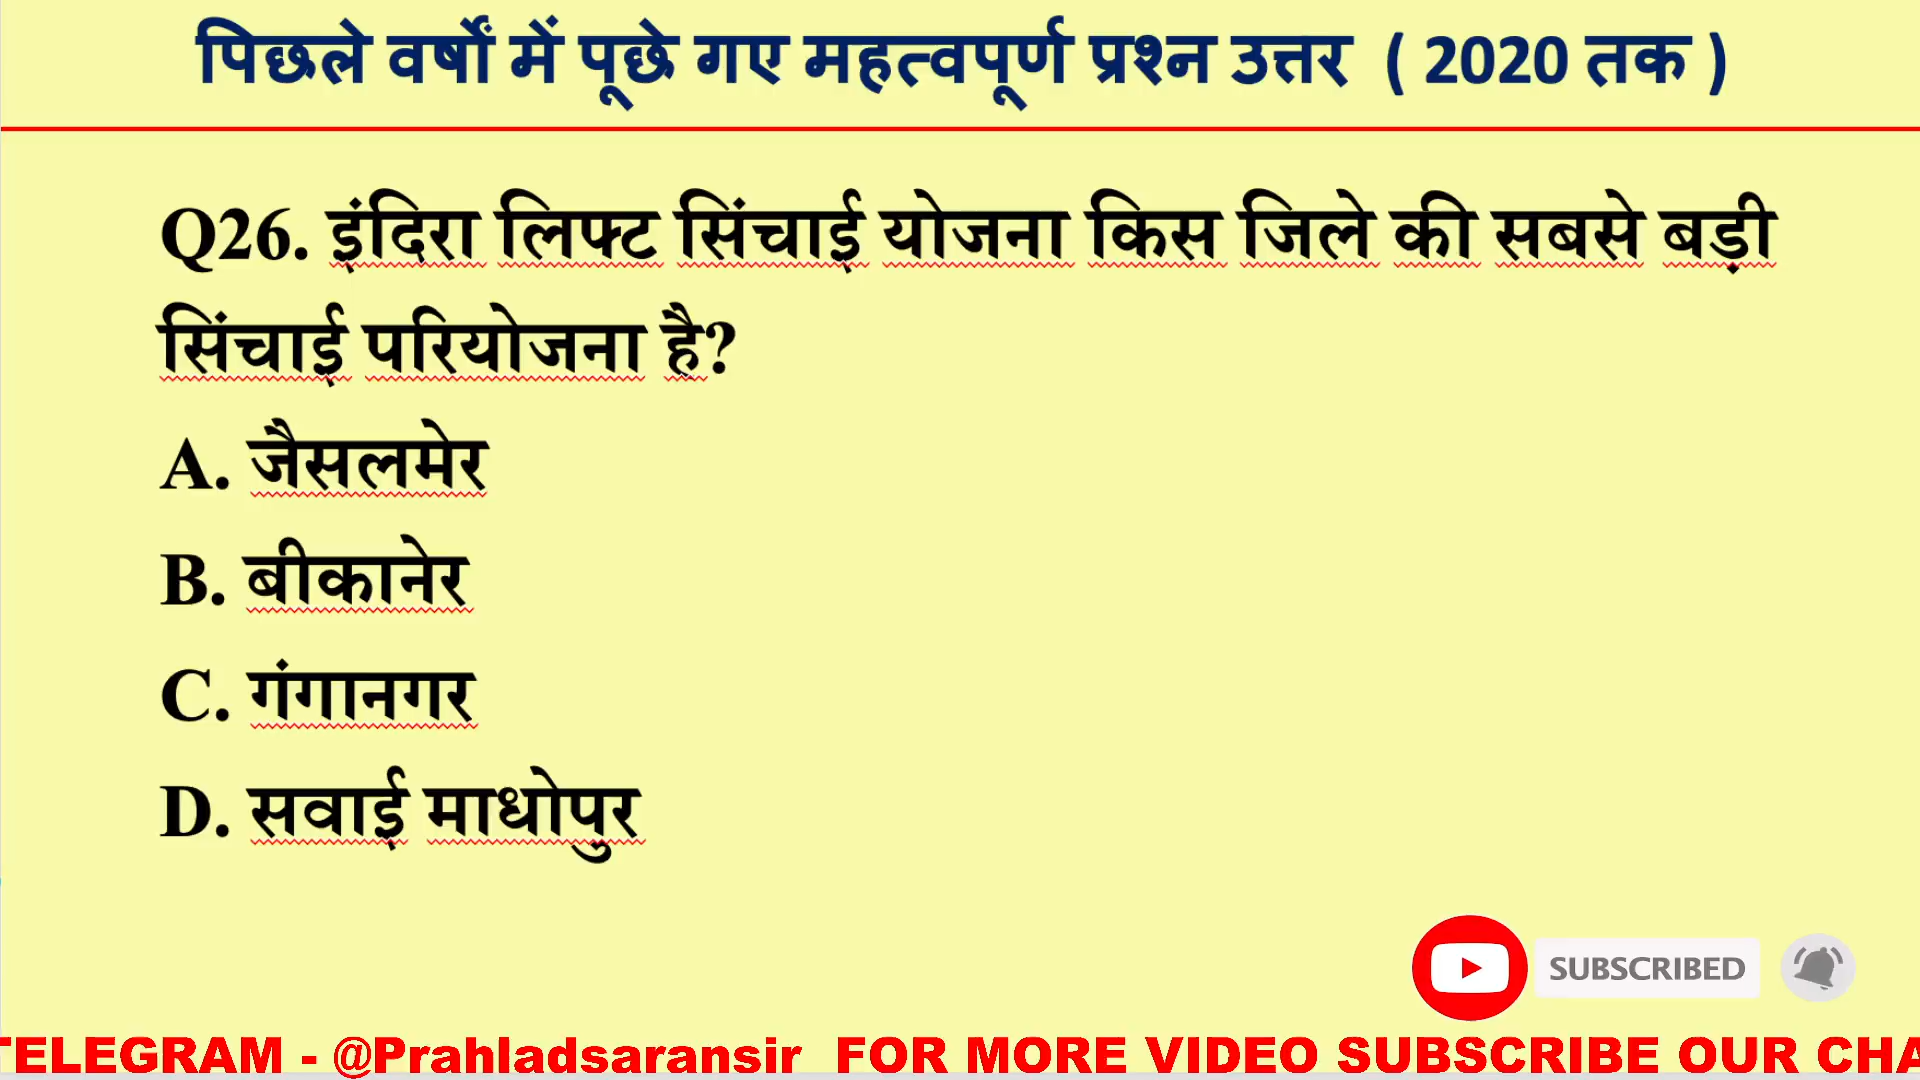 पिछले वर्षों में पूछे गए महत्वपूर्ण प्रश्न उत्तर ( 2020 तक )
Q26. इंदिरा लिफ्ट सिंचाई योजना किस जिले की सबसे बड़ी
सिंचाई परियोजना है?
A. जैसलमेर
B. बीकानेर
C. गंगानगर
D. सवाई माधोपुर
SUBSCRIBED
TELEGRAM - @Prahladsaransir FOR MORE VIDEO SUBSCRIBE OUR CHA